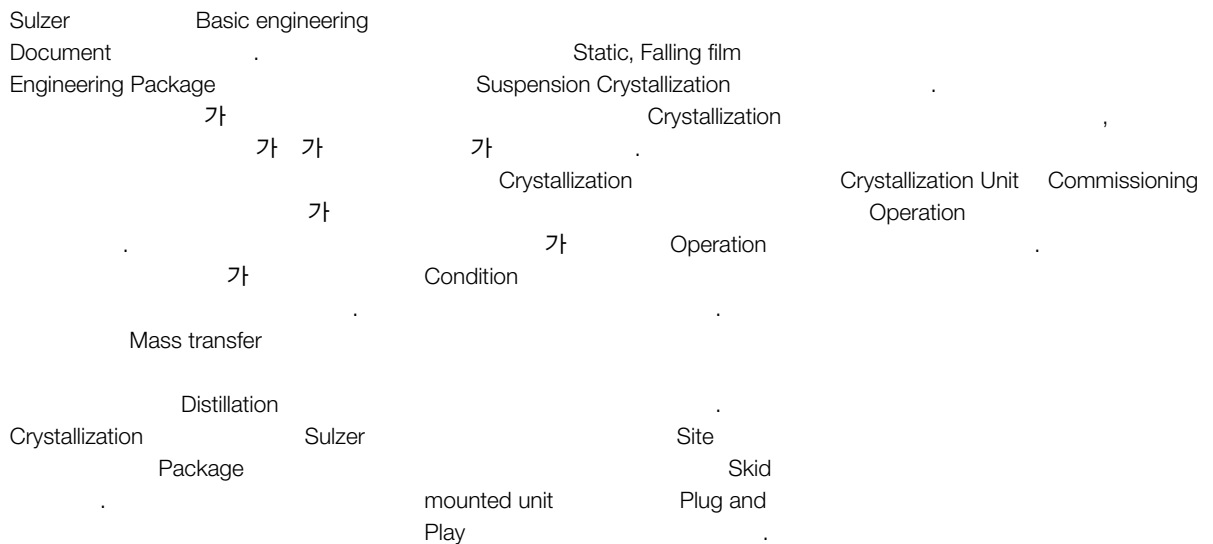 Sulzer Basic engineering
Document .
Static, Falling film
Engineering Package Suspension Crystallization .
가 Crystallization ,
가 가 가 .
Crystallization Crystallization Unit Commissioning
가 Operation
. 가 Operation .
가 Condition
. .
Mass transfer
Distillation .
Crystallization Sulzer Site
Package Skid
. mounted unit Plug and
Play .